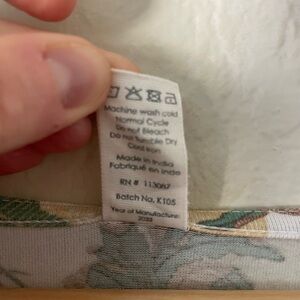 Machine wash cold
Normal Cycle
Do not Bleach
Do not Tumble Dry
Cool Iron
Made in India
Fabriqué en Inde
RN # 113067
Batch No. K105
Year of Manufacture:
2023